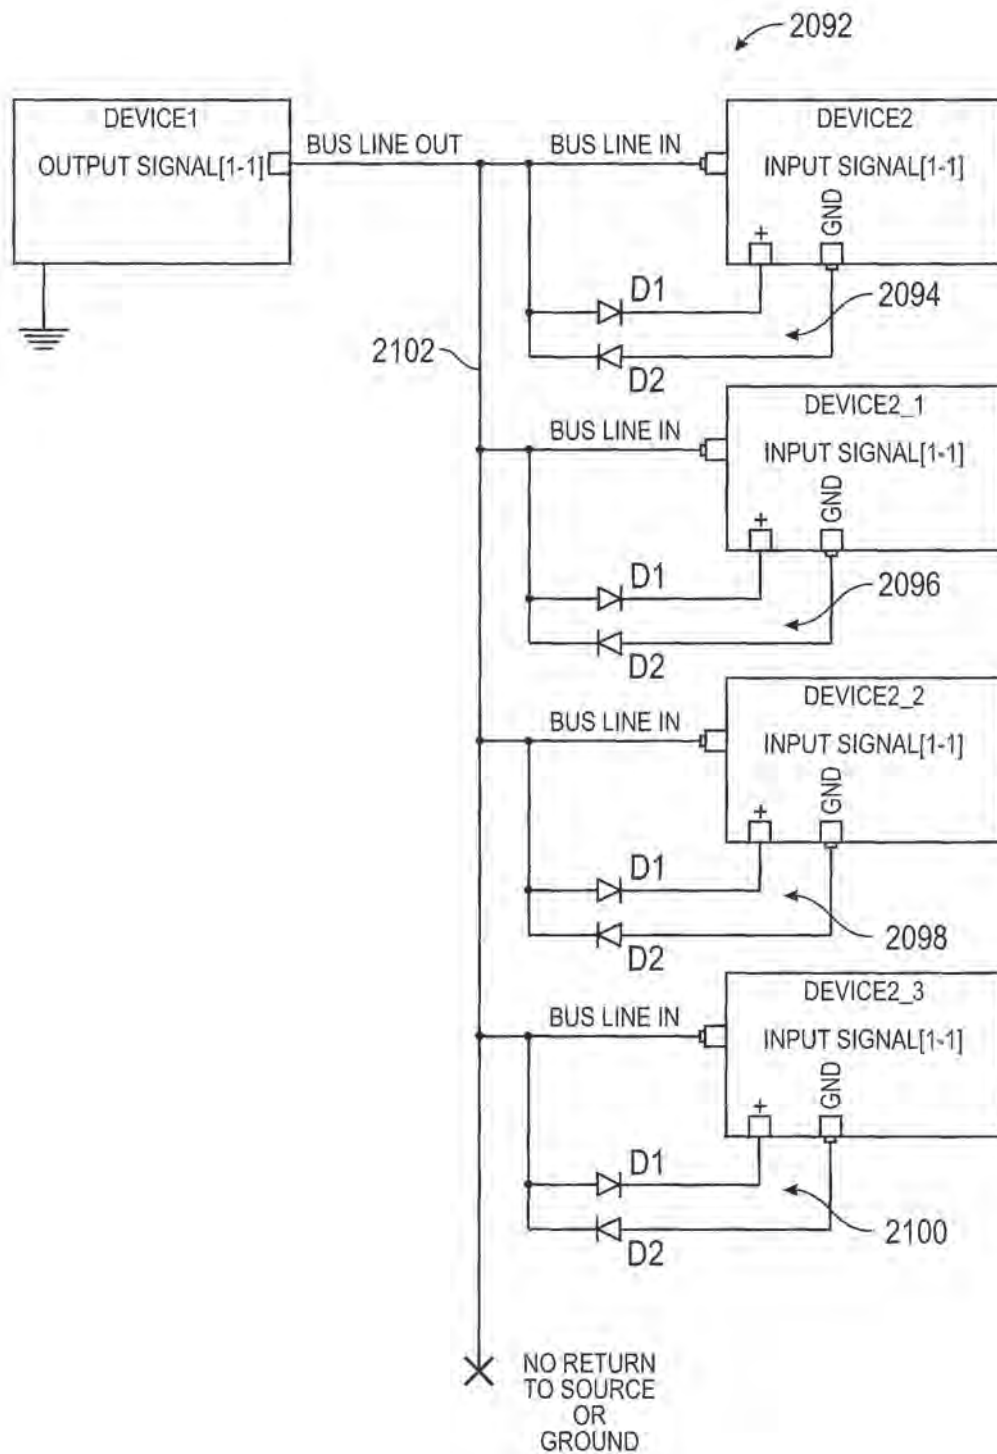 2092
DEVICE1
OUTPUT SIGNAL[1-1]
BUS LINE OUT
BUS LINE IN
DEVICE2
INPUT SIGNAL[1-1]
+
GND
D1
D2
2094
2102
BUS LINE IN
DEVICE2_1
INPUT SIGNAL[1-1]
+
GND
D1
D2
2096
BUS LINE IN
DEVICE2_2
INPUT SIGNAL[1-1]
+
GND
D1
D2
2098
BUS LINE IN
DEVICE2_3
INPUT SIGNAL[1-1]
+
GND
D1
D2
2100
NO RETURN
TO SOURCE
OR
GROUND